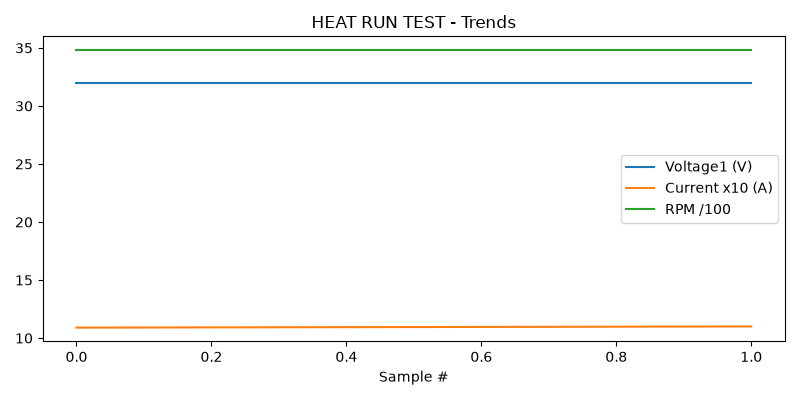 HEAT RUN TEST - Trends
35
30
25
20
15
10
Voltage1 (V)
Current x10 (A)
RPM /100
0.0 0.2 0.4 0.6 0.8 1.0
Sample #